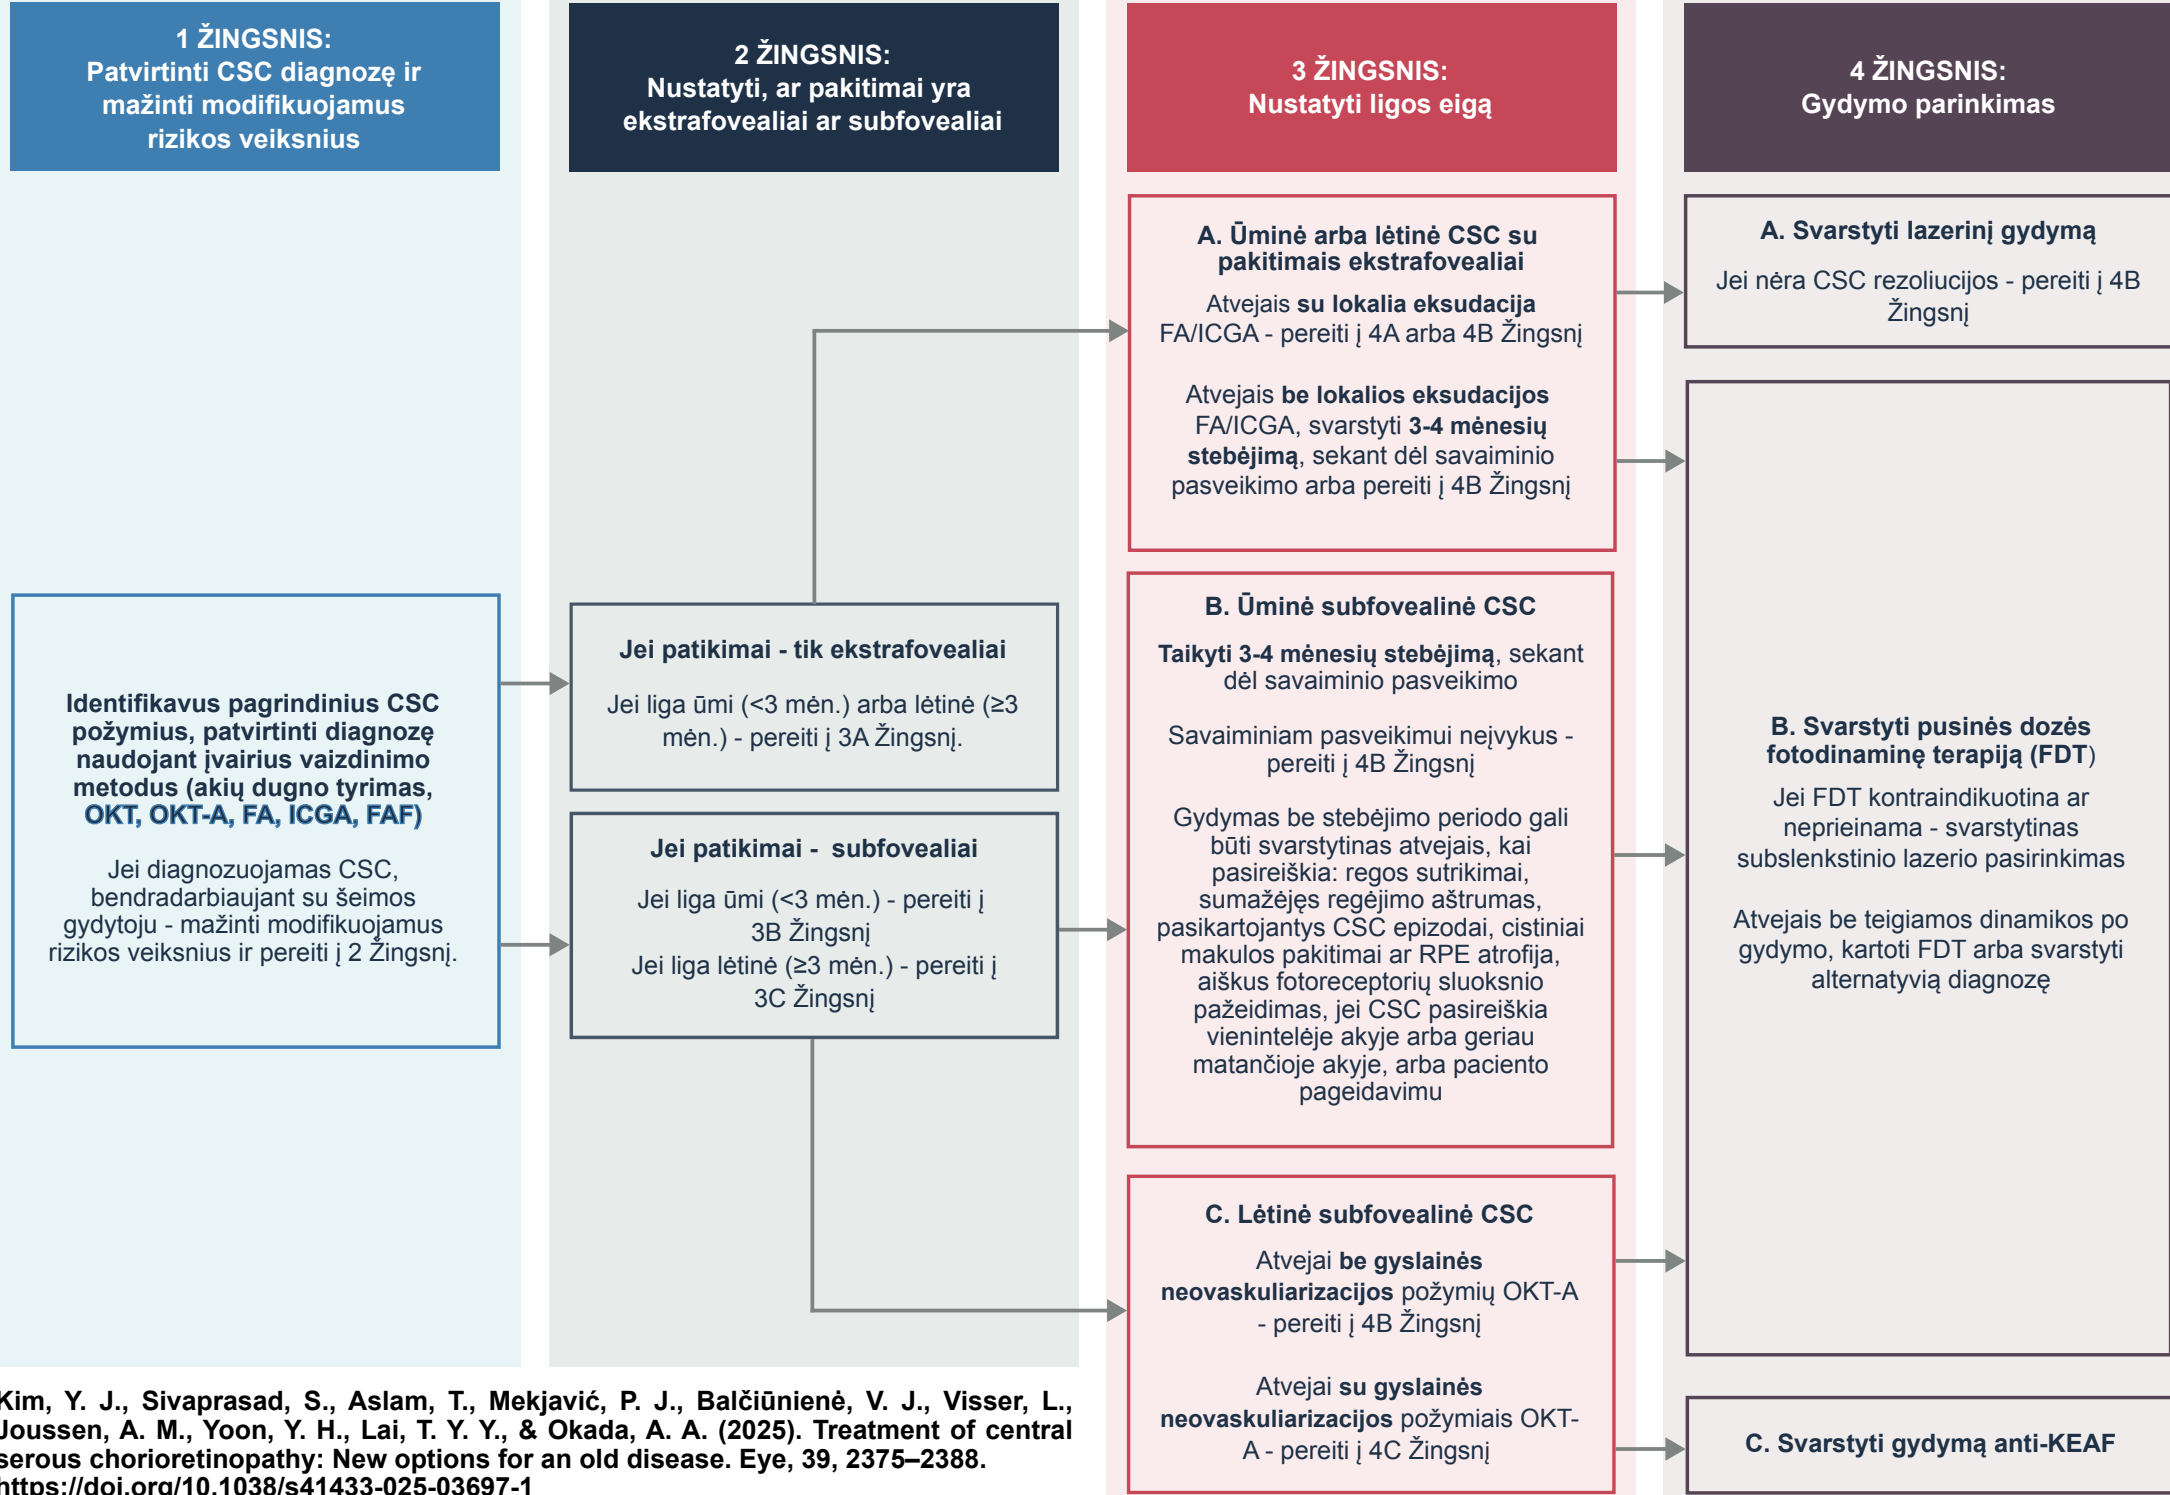 1 ŽINGSNIS:
Patvirtinti CSC diagnozę ir
mažinti modifikuojamus
rizikos veiksnius
Identifikavus pagrindinius CSC
požymius, patvirtinti diagnozę
naudojant įvairius vaizdinimo
metodus (akių dugno tyrimas,
OKT, OKT-A, FA, ICGA, FAF)
Jei diagnozuojamas CSC,
bendradarbiaujant su šeimos
gydytoju - mažinti modifikuojamus
rizikos veiksnius ir pereiti į 2 Žingsnį.
2 ŽINGSNIS:
Nustatyti, ar pakitimai yra
ekstrafovealiai ar subfovealiai
Jei patikimai - tik ekstrafovealiai
Jei liga ūmi (<3 mėn.) arba lėtinė (≥3
mėn.) - pereiti į 3A Žingsnį.
Jei patikimai - subfovealiai
Jei liga ūmi (<3 mėn.) - pereiti į
3B Žingsnį
Jei liga lėtinė (≥3 mėn.) - pereiti į
3C Žingsnį
3 ŽINGSNIS:
Nustatyti ligos eigą
A. Ūminė arba lėtinė CSC su
pakitimais ekstrafovealiai
Atvejais su lokalia eksudacija
FA/ICGA - pereiti į 4A arba 4B Žingsnį
Atvejais be lokalios eksudacijos
FA/ICGA, svarstyti 3-4 mėnesių
stebėjimą, sekant dėl savaiminio
pasveikimo arba pereiti į 4B Žingsnį
B. Ūminė subfovealinė CSC
Taikyti 3-4 mėnesių stebėjimą, sekant
dėl savaiminio pasveikimo
Savaiminiam pasveikimui neįvykus -
pereiti į 4B Žingsnį
Gydymas be stebėjimo periodo gali
būti svarstytinas atvejais, kai
pasireiškia: regos sutrikimai,
sumažėjęs regėjimo aštrumas,
pasikartojantys CSC epizodai, cistiniai
makulos pakitimai ar RPE atrofija,
aiškus fotoreceptorių sluoksnio
pažeidimas, jei CSC pasireiškia
vienintelėje akyje arba geriau
matančioje akyje, arba paciento
pageidavimu
C. Lėtinė subfovealinė CSC
Atvejai be gyslainės
neovaskuliarizacijos požymių OKT-A
- pereiti į 4B Žingsnį
Atvejai su gyslainės
neovaskuliarizacijos požymiais OKT-
A - pereiti į 4C Žingsnį
4 ŽINGSNIS:
Gydymo parinkimas
A. Svarstyti lazerinį gydymą
Jei nėra CSC rezoliucijos - pereiti į 4B
Žingsnį
B. Svarstyti pusinės dozės
fotodinaminę terapiją (FDT)
Jei FDT kontraindikuotina ar
neprieinama - svarstytinas
subslenkstinio lazerio pasirinkimas
Atvejais be teigiamos dinamikos po
gydymo, kartoti FDT arba svarstyti
alternatyvią diagnozę
C. Svarstyti gydymą anti-KEAF
Kim, Y. J., Sivaprasad, S., Aslam, T., Mekjavić, P. J., Balčiūnienė, V. J., Visser, L.,
Joussen, A. M., Yoon, Y. H., Lai, T. Y. Y., & Okada, A. A. (2025). Treatment of central
serous chorioretinopathy: New options for an old disease. Eye, 39, 2375–2388.
https://doi.org/10.1038/s41433-025-03697-1